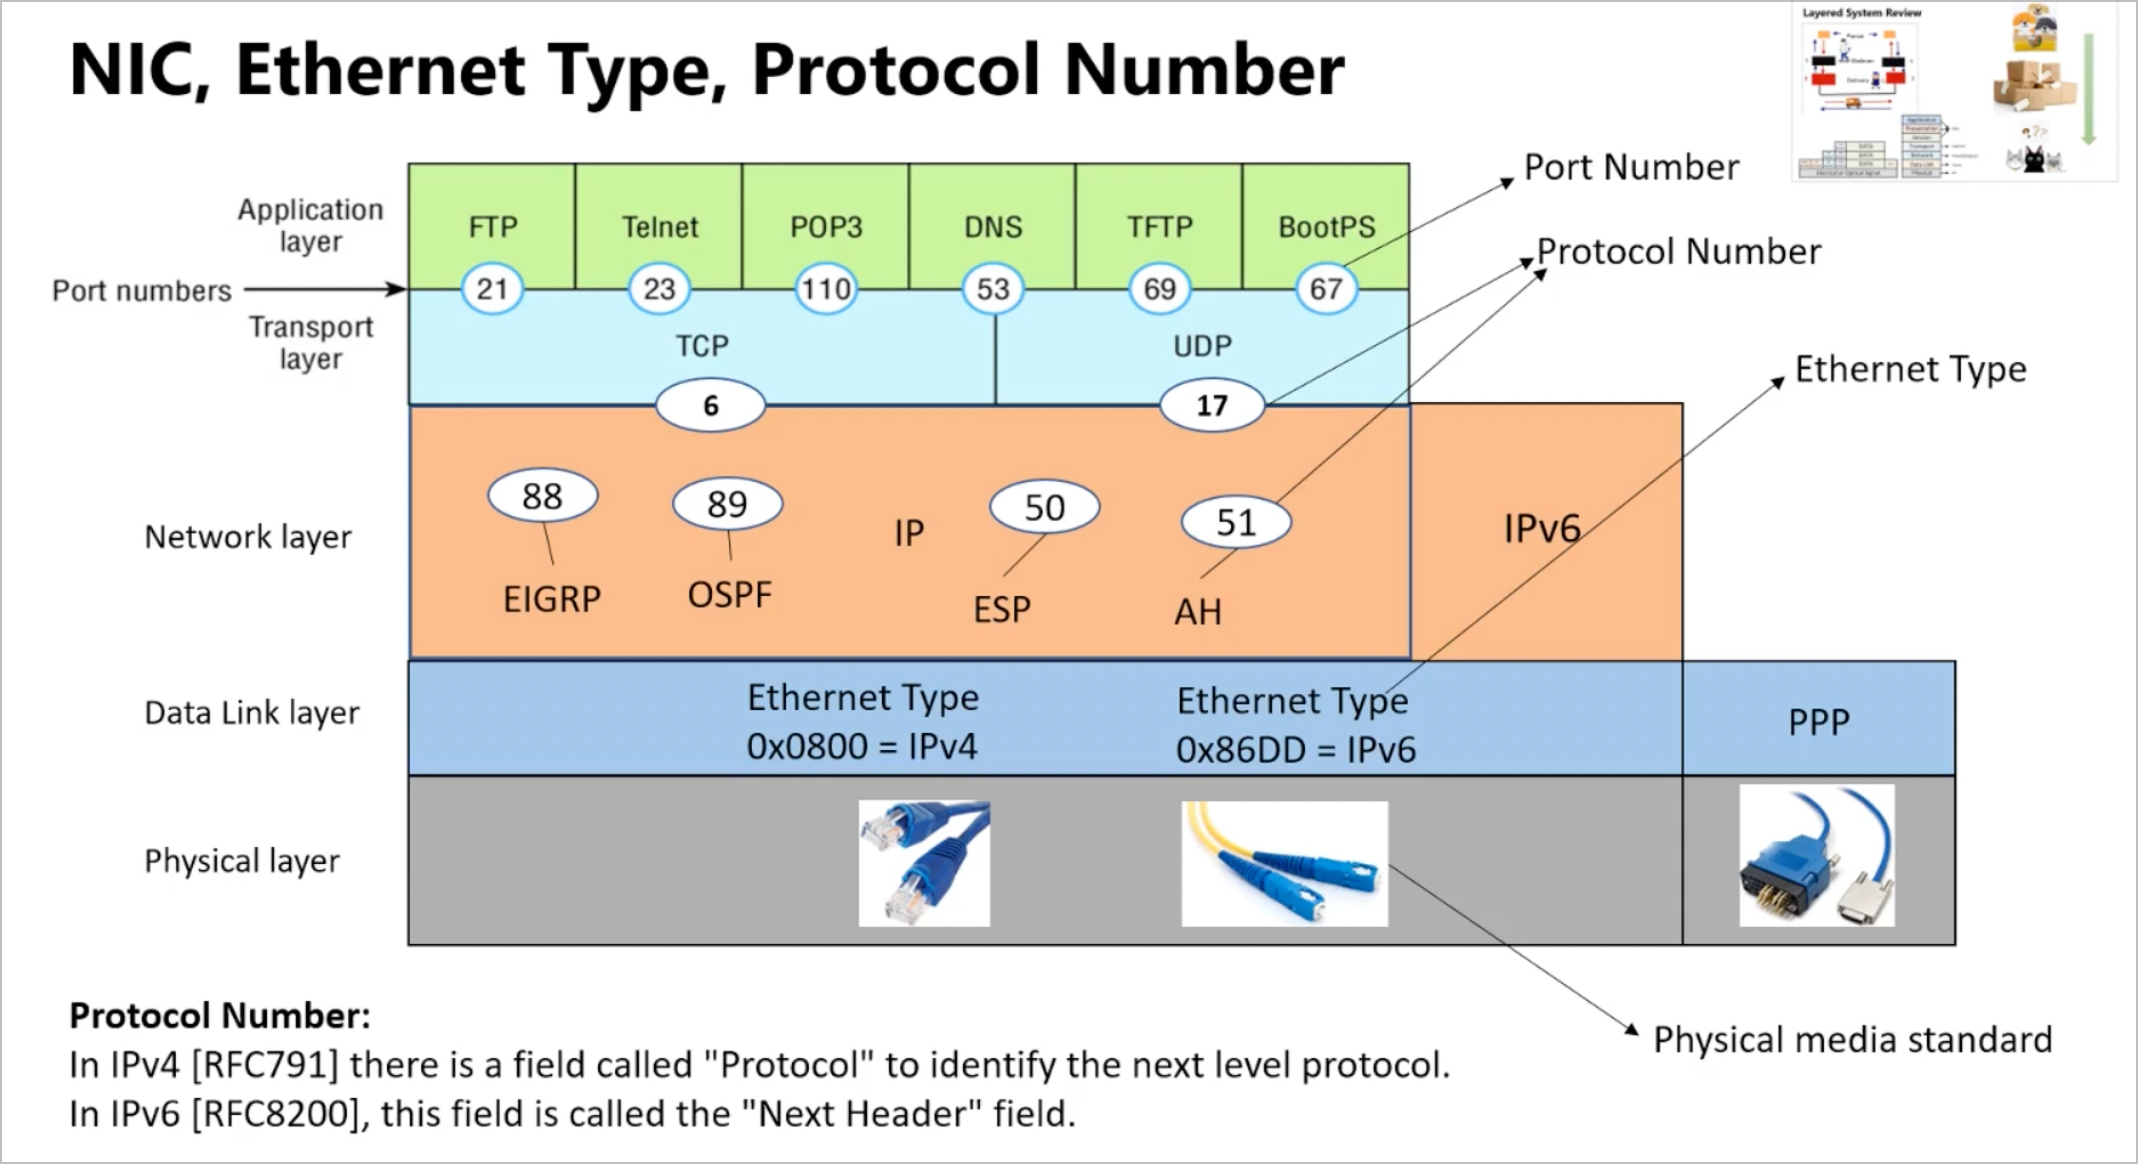 NIC, Ethernet Type, Protocol Number
Layered System Review
Application
layer
FTP
Telnet
POP3
DNS
TFTP
BootPS
Port Number
Protocol Number
Port numbers
21
23
110
53
69
67
Transport
layer
TCP
UDP
Ethernet Type
6
17
Network layer
88
89
IP
50
51
IPv6
EIGRP
OSPF
ESP
AH
Data Link layer
Ethernet Type
0x0800 = IPv4
Ethernet Type
0x86DD = IPv6
PPP
Physical layer
Physical media standard
Protocol Number:
In IPv4 [RFC791] there is a field called "Protocol" to identify the next level protocol.
In IPv6 [RFC8200], this field is called the "Next Header" field.